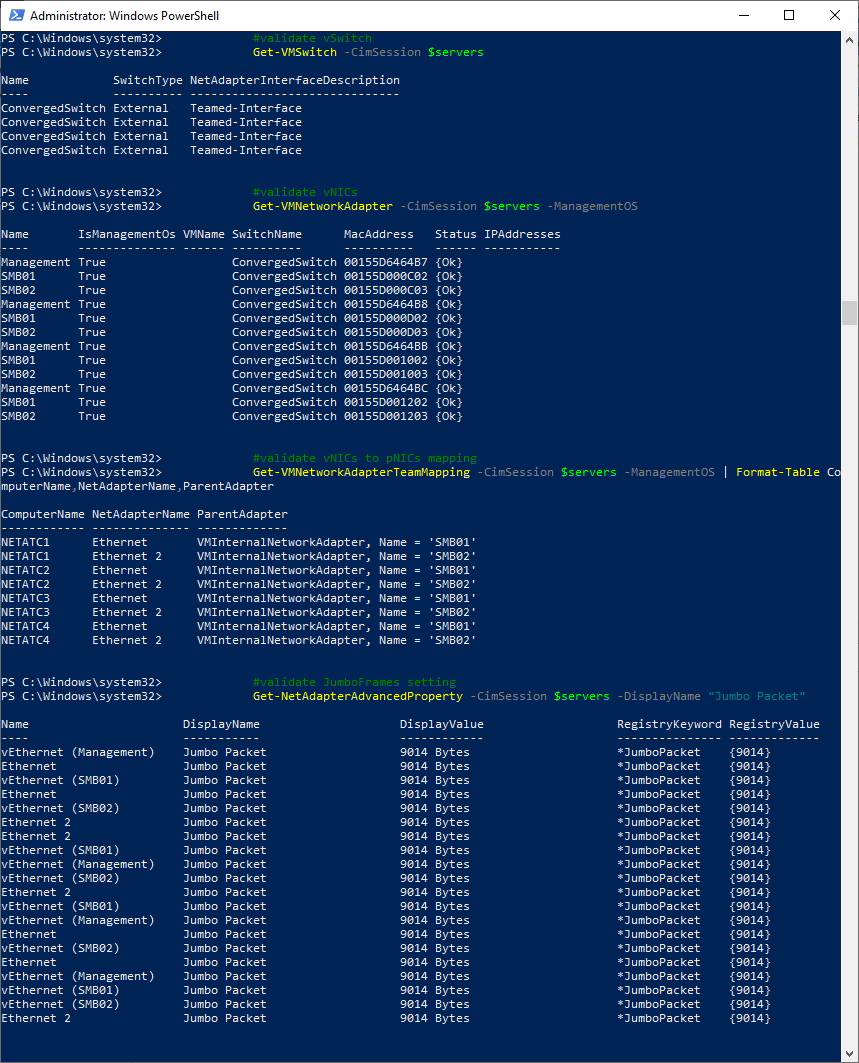 Administrator: Windows PowerShell
PS C:\Windows\system32> #validate vSwitch
PS C:\Windows\system32> Get-VMSwitch -CimSession $servers
Name SwitchType NetAdapterInterfaceDescription
---- ---------- ------------------------------
ConvergedSwitch External Teamed-Interface
ConvergedSwitch External Teamed-Interface
ConvergedSwitch External Teamed-Interface
ConvergedSwitch External Teamed-Interface
PS C:\Windows\system32> #validate vNICs
PS C:\Windows\system32> Get-VMNetworkAdapter -CimSession $servers -ManagementOS
Name IsManagementOs VMName SwitchName MacAddress Status IPAddresses
---- -------------- ------ ---------- ---------- ------ -----------
Management True ConvergedSwitch 00155D6464B7 {Ok}
SMB01 True ConvergedSwitch 00155D000C02 {Ok}
SMB02 True ConvergedSwitch 00155D000C03 {Ok}
Management True ConvergedSwitch 00155D6464B8 {Ok}
SMB01 True ConvergedSwitch 00155D000D02 {Ok}
SMB02 True ConvergedSwitch 00155D000D03 {Ok}
Management True ConvergedSwitch 00155D6464BB {Ok}
SMB01 True ConvergedSwitch 00155D001002 {Ok}
SMB02 True ConvergedSwitch 00155D001003 {Ok}
Management True ConvergedSwitch 00155D6464BC {Ok}
SMB01 True ConvergedSwitch 00155D001202 {Ok}
SMB02 True ConvergedSwitch 00155D001203 {Ok}
PS C:\Windows\system32> #validate vNICs to pNICs mapping
PS C:\Windows\system32> Get-VMNetworkAdapterTeamMapping -CimSession $servers -ManagementOS | Format-Table Co
mputerName,NetAdapterName,ParentAdapter
ComputerName NetAdapterName ParentAdapter
------------ -------------- -------------
NETATC1 Ethernet VMInternalNetworkAdapter, Name = 'SMB01'
NETATC1 Ethernet 2 VMInternalNetworkAdapter, Name = 'SMB02'
NETATC2 Ethernet VMInternalNetworkAdapter, Name = 'SMB01'
NETATC2 Ethernet 2 VMInternalNetworkAdapter, Name = 'SMB02'
NETATC3 Ethernet VMInternalNetworkAdapter, Name = 'SMB01'
NETATC3 Ethernet 2 VMInternalNetworkAdapter, Name = 'SMB02'
NETATC4 Ethernet VMInternalNetworkAdapter, Name = 'SMB01'
NETATC4 Ethernet 2 VMInternalNetworkAdapter, Name = 'SMB02'
PS C:\Windows\system32> #validate JumboFrames setting
PS C:\Windows\system32> Get-NetAdapterAdvancedProperty -CimSession $servers -DisplayName "Jumbo Packet"
Name DisplayName DisplayValue RegistryKeyword RegistryValue
---- ----------- ------------ --------------- -------------
vEthernet (Management) Jumbo Packet 9014 Bytes *JumboPacket {9014}
Ethernet Jumbo Packet 9014 Bytes *JumboPacket {9014}
vEthernet (SMB01) Jumbo Packet 9014 Bytes *JumboPacket {9014}
Ethernet Jumbo Packet 9014 Bytes *JumboPacket {9014}
vEthernet (SMB02) Jumbo Packet 9014 Bytes *JumboPacket {9014}
Ethernet 2 Jumbo Packet 9014 Bytes *JumboPacket {9014}
Ethernet 2 Jumbo Packet 9014 Bytes *JumboPacket {9014}
vEthernet (SMB01) Jumbo Packet 9014 Bytes *JumboPacket {9014}
vEthernet (Management) Jumbo Packet 9014 Bytes *JumboPacket {9014}
vEthernet (SMB02) Jumbo Packet 9014 Bytes *JumboPacket {9014}
Ethernet 2 Jumbo Packet 9014 Bytes *JumboPacket {9014}
vEthernet (SMB01) Jumbo Packet 9014 Bytes *JumboPacket {9014}
vEthernet (Management) Jumbo Packet 9014 Bytes *JumboPacket {9014}
Ethernet Jumbo Packet 9014 Bytes *JumboPacket {9014}
vEthernet (SMB02) Jumbo Packet 9014 Bytes *JumboPacket {9014}
Ethernet Jumbo Packet 9014 Bytes *JumboPacket {9014}
vEthernet (Management) Jumbo Packet 9014 Bytes *JumboPacket {9014}
vEthernet (SMB01) Jumbo Packet 9014 Bytes *JumboPacket {9014}
vEthernet (SMB02) Jumbo Packet 9014 Bytes *JumboPacket {9014}
Ethernet 2 Jumbo Packet 9014 Bytes *JumboPacket {9014}